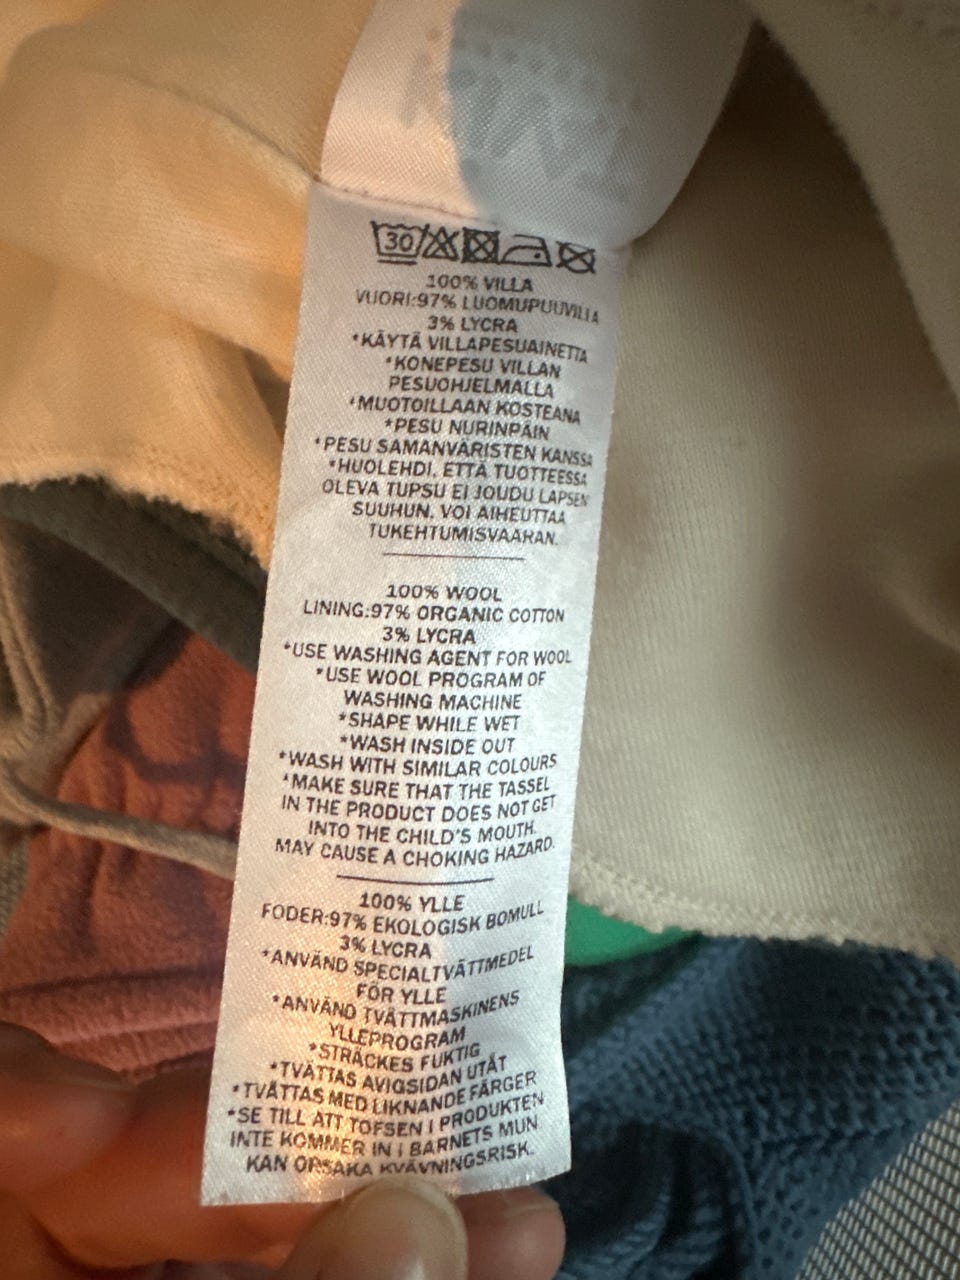 30
100% VILLA
VUORI:97% LUOMUPUUVILLA
3% LYCRA
*KÄYTÄ VILLAPESUAINETTA
*KONEPESU VILLAN
PESUOHJELMALLA
*MUOTOILLAAN KOSTEANA
*PESU NURINPÄIN
*PESU SAMANVÄRISTEN KANSSA
*HUOLEHDI, ETTÄ TUOTTEESSA
OLEVA TUPSU EI JOUDU LAPSEN
SUUHUN. VOI AIHEUTTAA
TUKEHTUMISVAARAN.
100% WOOL
LINING:97% ORGANIC COTTON
3% LYCRA
*USE WASHING AGENT FOR WOOL
*USE WOOL PROGRAM OF
WASHING MACHINE
*SHAPE WHILE WET
*WASH INSIDE OUT
*WASH WITH SIMILAR COLOURS
*MAKE SURE THAT THE TASSEL
IN THE PRODUCT DOES NOT GET
INTO THE CHILD'S MOUTH.
MAY CAUSE A CHOKING HAZARD.
100% YLLE
FODER:97% EKOLOGISK BOMULL
3% LYCRA
*ANVÄND SPECIALTVÄTTMEDEL
FÖR YLLE
*ANVÄND TVÄTTMASKINENS
YLLEPROGRAM
*STRÄCKES FUKTIG
*TVÄTTAS AVIGSIDAN UTÅT
*TVÄTTAS MED LIKNANDE FÄRGER
*SE TILL ATT TOFSEN I PRODUKTEN
INTE KOMMER IN I BARNETS MUN
KAN ORSAKA KVÄVNINGSRISK.